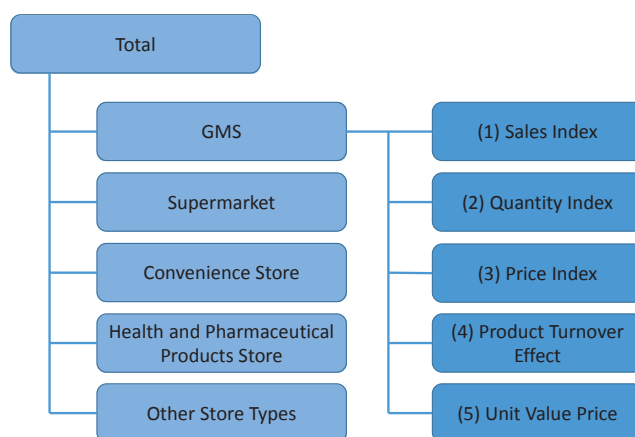 Total
GMS
Supermarket
Convenience Store
Health and Pharmaceutical
Products Store
Other Store Types
(1) Sales Index
(2) Quantity Index
(3) Price Index
(4) Product Turnover
Effect
(5) Unit Value Price